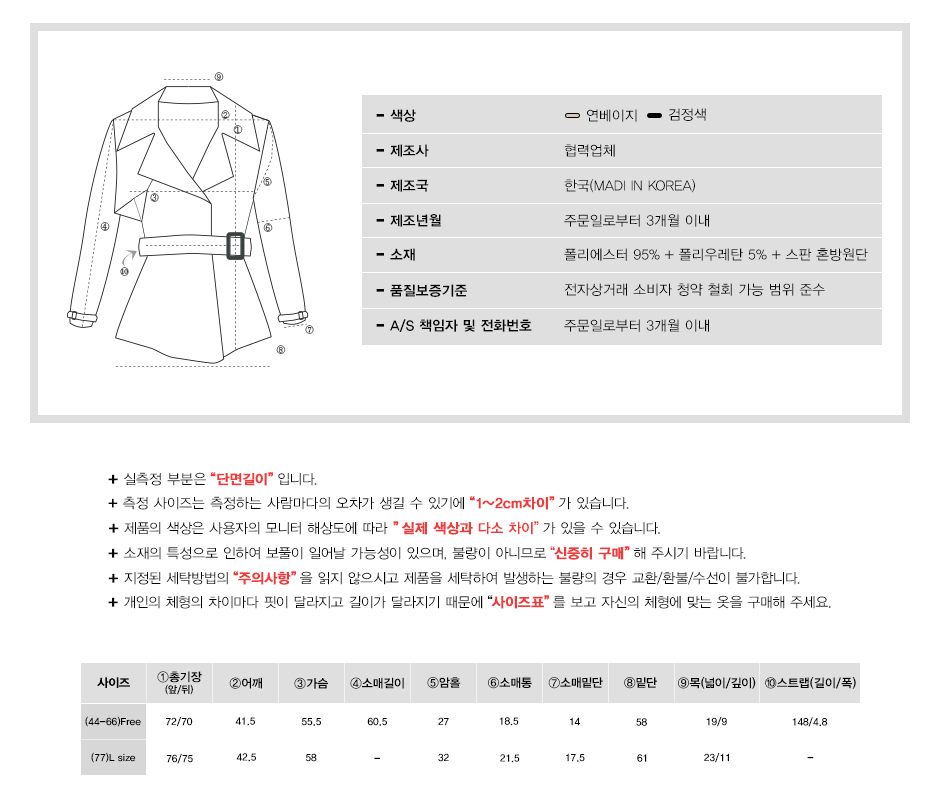 ⑨
②
①
⑤
③
④
⑥
⑩
⑦
⑧
- 색상 연베이지 검정색
- 제조사 협력업체
- 제조국 한국(MADI IN KOREA)
- 제조년월 주문일로부터 3개월 이내
- 소재 폴리에스터 95% + 폴리우레탄 5% + 스판 혼방원단
- 품질보증기준 전자상거래 소비자 청약 철회 가능 범위 준수
- A/S 책임자 및 전화번호 주문일로부터 3개월 이내
+ 실측정 부분은 “단면길이” 입니다.
+ 측정 사이즈는 측정하는 사람마다의 오차가 생길 수 있기에 “1~2cm차이” 가 있습니다.
+ 제품의 색상은 사용자의 모니터 해상도에 따라 ” 실제 색상과 다소 차이” 가 있을 수 있습니다.
+ 소재의 특성으로 인하여 보풀이 일어날 가능성이 있으며, 불량이 아니므로 “신중히 구매” 해 주시기 바랍니다.
+ 지정된 세탁방법의 “주의사항” 을 읽지 않으시고 제품을 세탁하여 발생하는 불량의 경우 교환/환불/수선이 불가합니다.
+ 개인의 체형의 차이마다 핏이 달라지고 길이가 달라지기 때문에 “사이즈표” 를 보고 자신의 체형에 맞는 옷을 구매해 주세요.
사이즈 ①총기장 (앞/뒤) ②어깨 ③가슴 ④소매길이 ⑤암홀 ⑥소매통 ⑦소매밑단 ⑧밑단 ⑨목(넓이/깊이) ⑩스트랩(길이/폭)
(44-66)Free 72/70 41.5 55.5 60.5 27 18.5 14 58 19/9 148/4.8
(77)L size 76/75 42.5 58 - 32 21.5 17.5 61 23/11 -